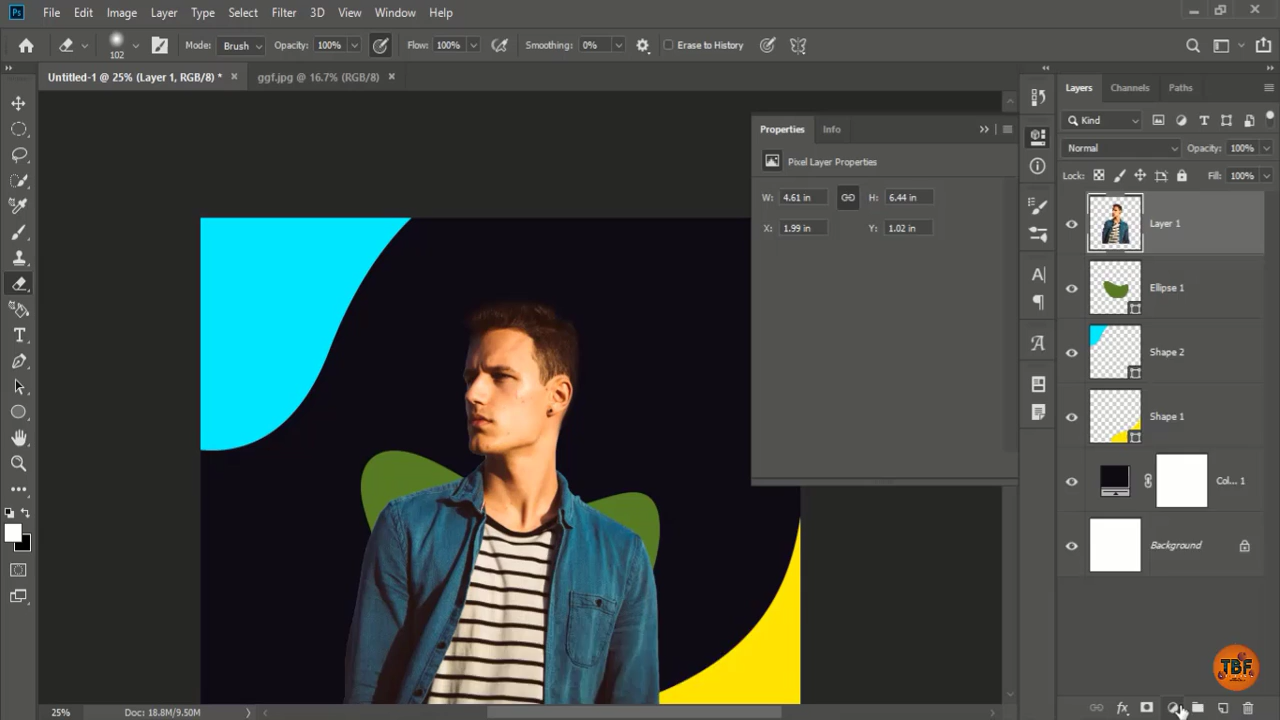 Ps File Edit Image Layer Type Select Filter 3D View Window Help
102 Mode: Brush Opacity: 100% Flow: 100% Smoothing: 0% Erase to History
Untitled-1 @ 25% (Layer 1, RGB/8) * × ggf.jpg @ 16.7% (RGB/8) ×
Properties Info
Pixel Layer Properties
W: 4.61 in H: 6.44 in
X: 1.99 in Y: 1.02 in
Layers Channels Paths
Kind
Normal Opacity: 100%
Lock: Fill: 100%
Layer 1
Ellipse 1
Shape 2
Shape 1
Col... 1
Background
TBF
25% Doc: 18.8M/9.50M